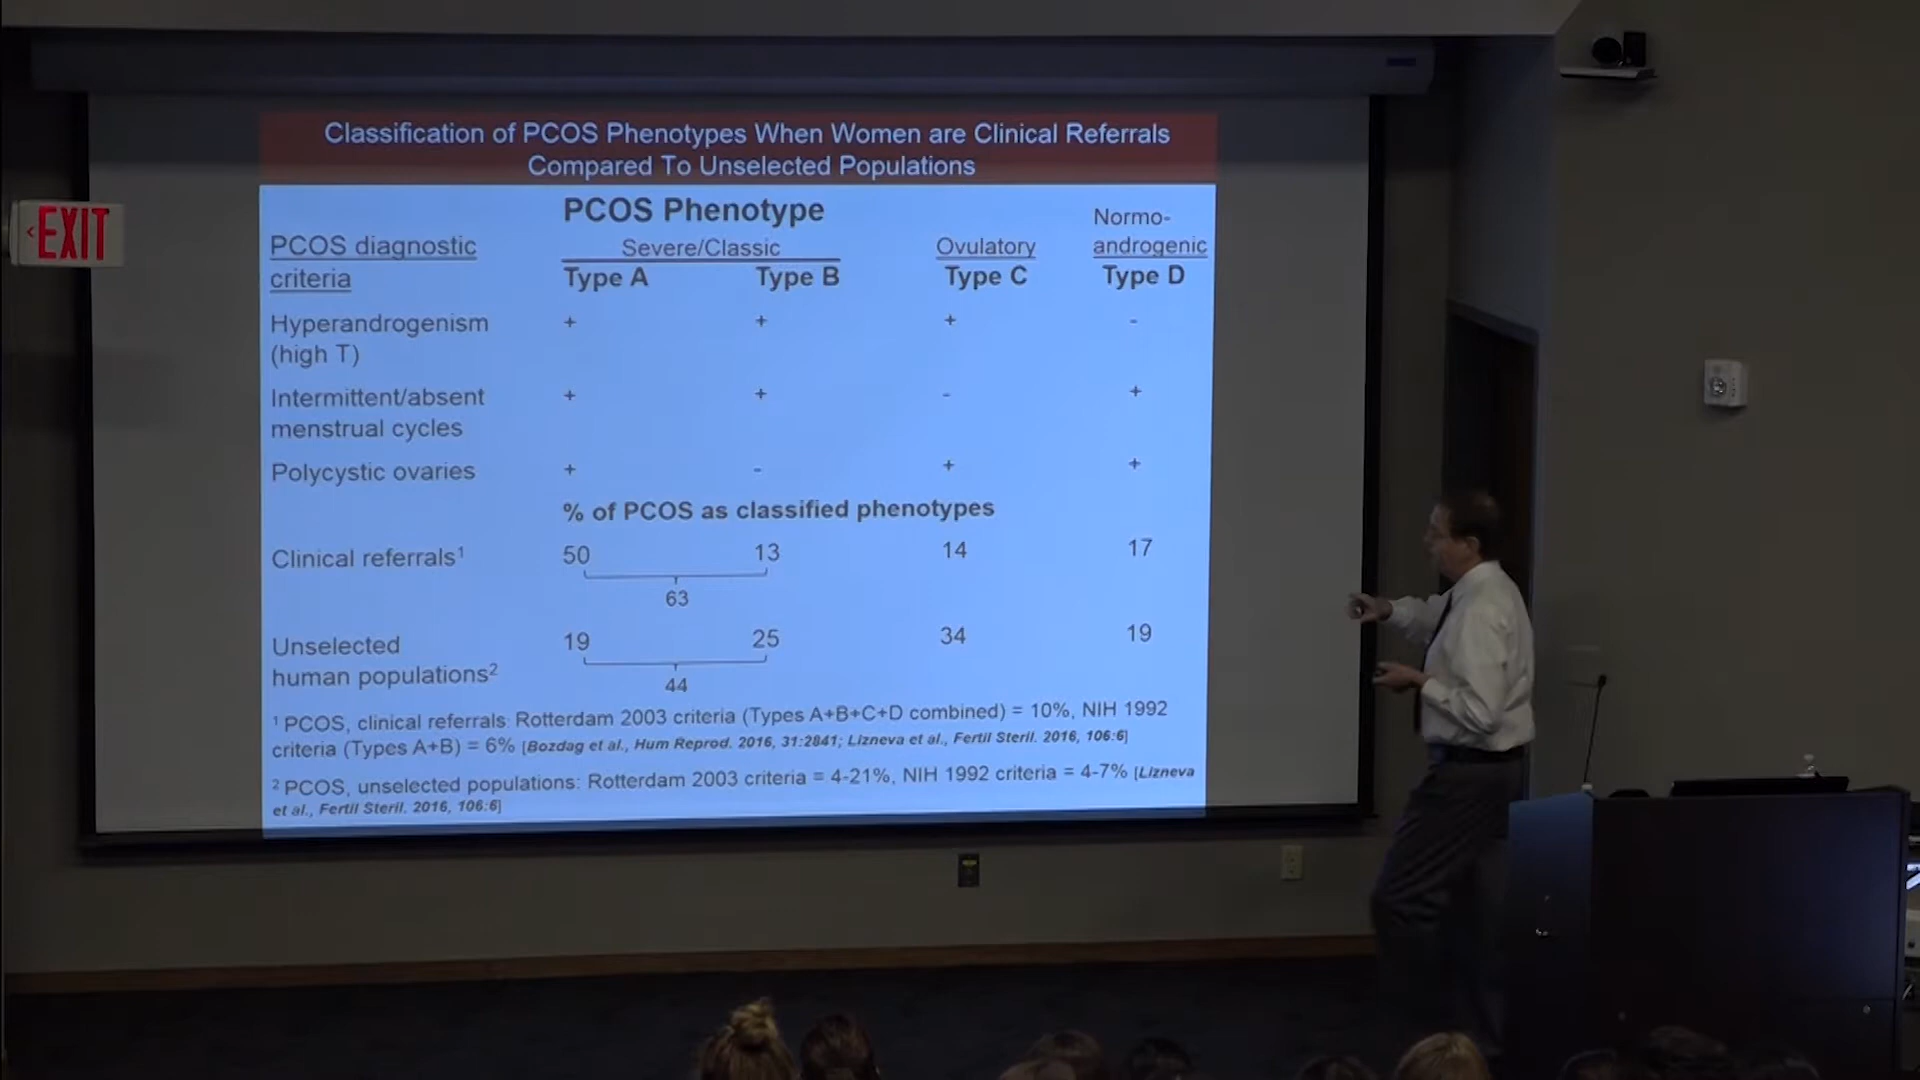 Classification of PCOS Phenotypes When Women are Clinical Referrals
Compared To Unselected Populations
<EXIT
PCOS Phenotype
Normo-
PCOS diagnostic Severe/Classic Ovulatory androgenic
criteria Type A Type B Type C Type D
Hyperandrogenism + + + -
(high T)
Intermittent/absent + + - +
menstrual cycles
Polycystic ovaries + - + +
% of PCOS as classified phenotypes
Clinical referrals¹ 50 13 14 17
63
Unselected 19 25 34 19
human populations²
44
¹ PCOS, clinical referrals: Rotterdam 2003 criteria (Types A+B+C+D combined) = 10%, NIH 1992
criteria (Types A+B) = 6% [Bozdag et al., Hum Reprod. 2016, 31:2841; Lizneva et al., Fertil Steril. 2016, 106:6]
² PCOS, unselected populations: Rotterdam 2003 criteria = 4-21%, NIH 1992 criteria = 4-7% [Lizneva
et al., Fertil Steril. 2016, 106:6]